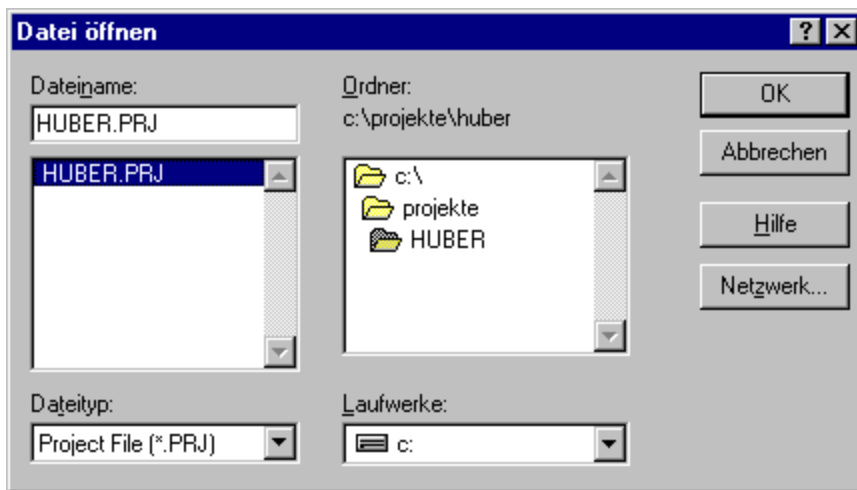 Datei öffnen
Dateiname:
HUBER.PRJ
HUBER.PRJ
Dateityp:
Project File (*.PRJ)
Ordner:
c:\projekte\huber
c:\
projekte
HUBER
Laufwerke:
c:
OK
Abbrechen
Hilfe
Netzwerk...